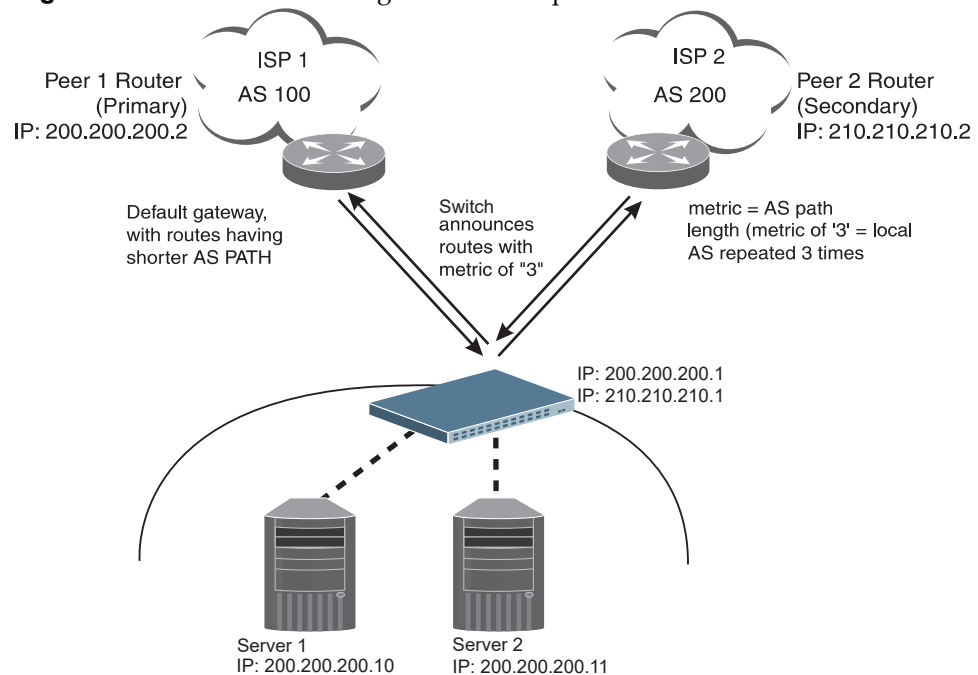 ISP 1
AS 100
Peer 1 Router
(Primary)
IP: 200.200.200.2
ISP 2
AS 200
Peer 2 Router
(Secondary)
IP: 210.210.210.2
Default gateway,
with routes having
shorter AS PATH
Switch
announces
routes with
metric of "3"
metric = AS path
length (metric of '3' = local
AS repeated 3 times
IP: 200.200.200.1
IP: 210.210.210.1
Server 1
IP: 200.200.200.10
Server 2
IP: 200.200.200.11